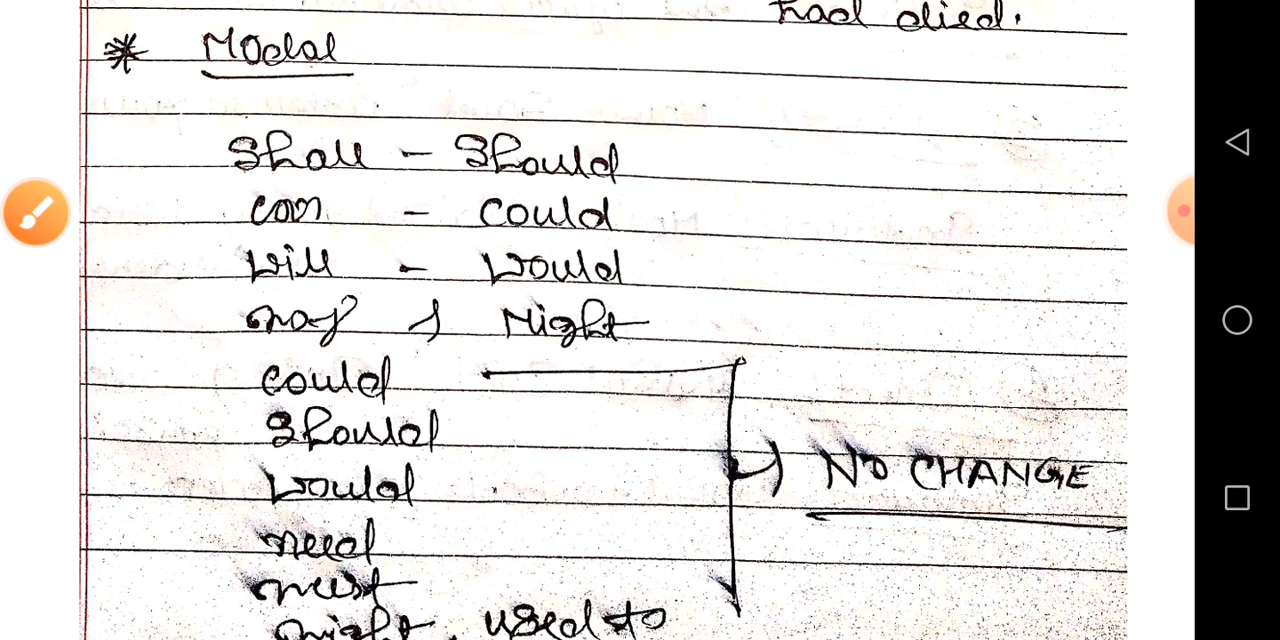 had died.
* Modal
Shall - Should
can - could
will - would
may → Might
could
Should
would
need
must
might, used to
NO CHANGE